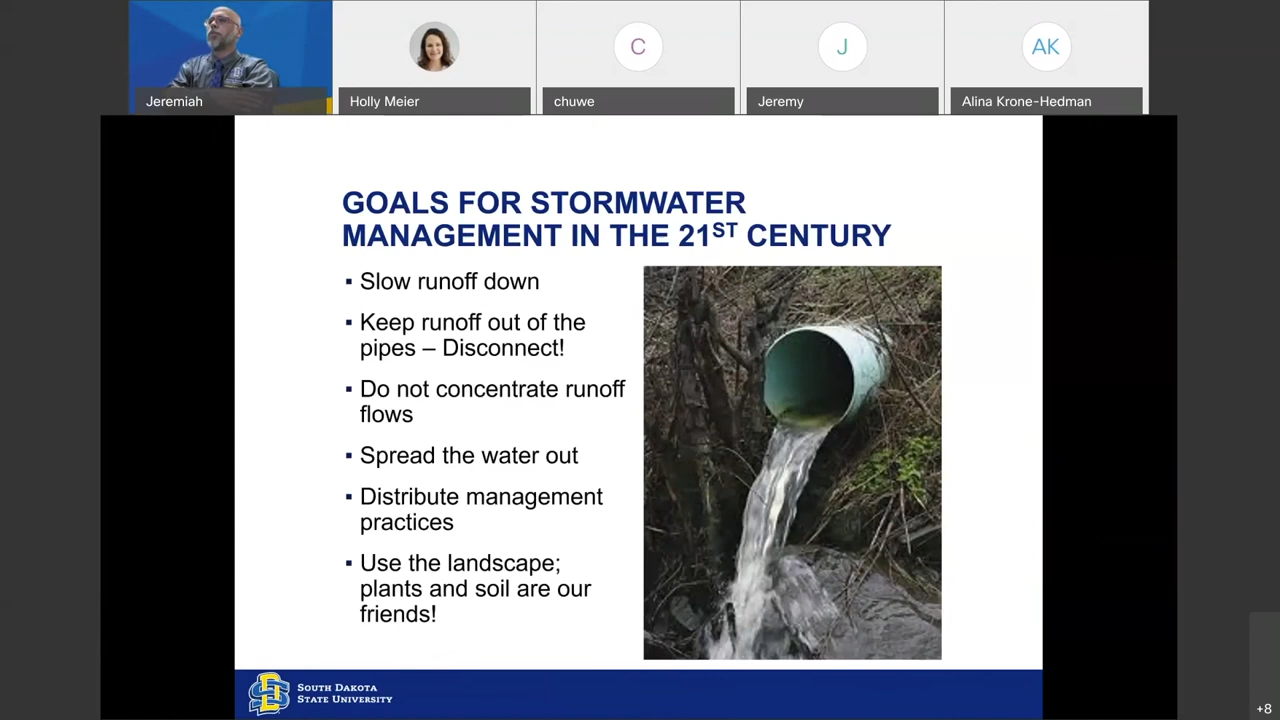 C
J
AK
Jeremiah
Holly Meier
chuwe
Jeremy
Alina Krone-Hedman
GOALS FOR STORMWATER
MANAGEMENT IN THE 21ST CENTURY
▪ Slow runoff down
▪ Keep runoff out of the
pipes – Disconnect!
▪ Do not concentrate runoff
flows
▪ Spread the water out
▪ Distribute management
practices
▪ Use the landscape;
plants and soil are our
friends!
SOUTH DAKOTA
STATE UNIVERSITY
+8